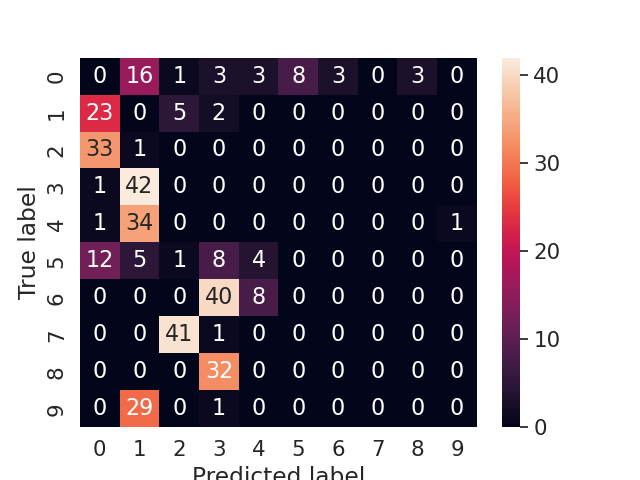 0 0 16 1 3 3 8 3 0 3 0
1 23 0 5 2 0 0 0 0 0 0
2 33 1 0 0 0 0 0 0 0 0
3 1 42 0 0 0 0 0 0 0 0
4 1 34 0 0 0 0 0 0 0 1
5 12 5 1 8 4 0 0 0 0 0
6 0 0 0 40 8 0 0 0 0 0
7 0 0 41 1 0 0 0 0 0 0
8 0 0 0 32 0 0 0 0 0 0
9 0 29 0 1 0 0 0 0 0 0
0 1 2 3 4 5 6 7 8 9
True label
Predicted label
40
30
20
10
0